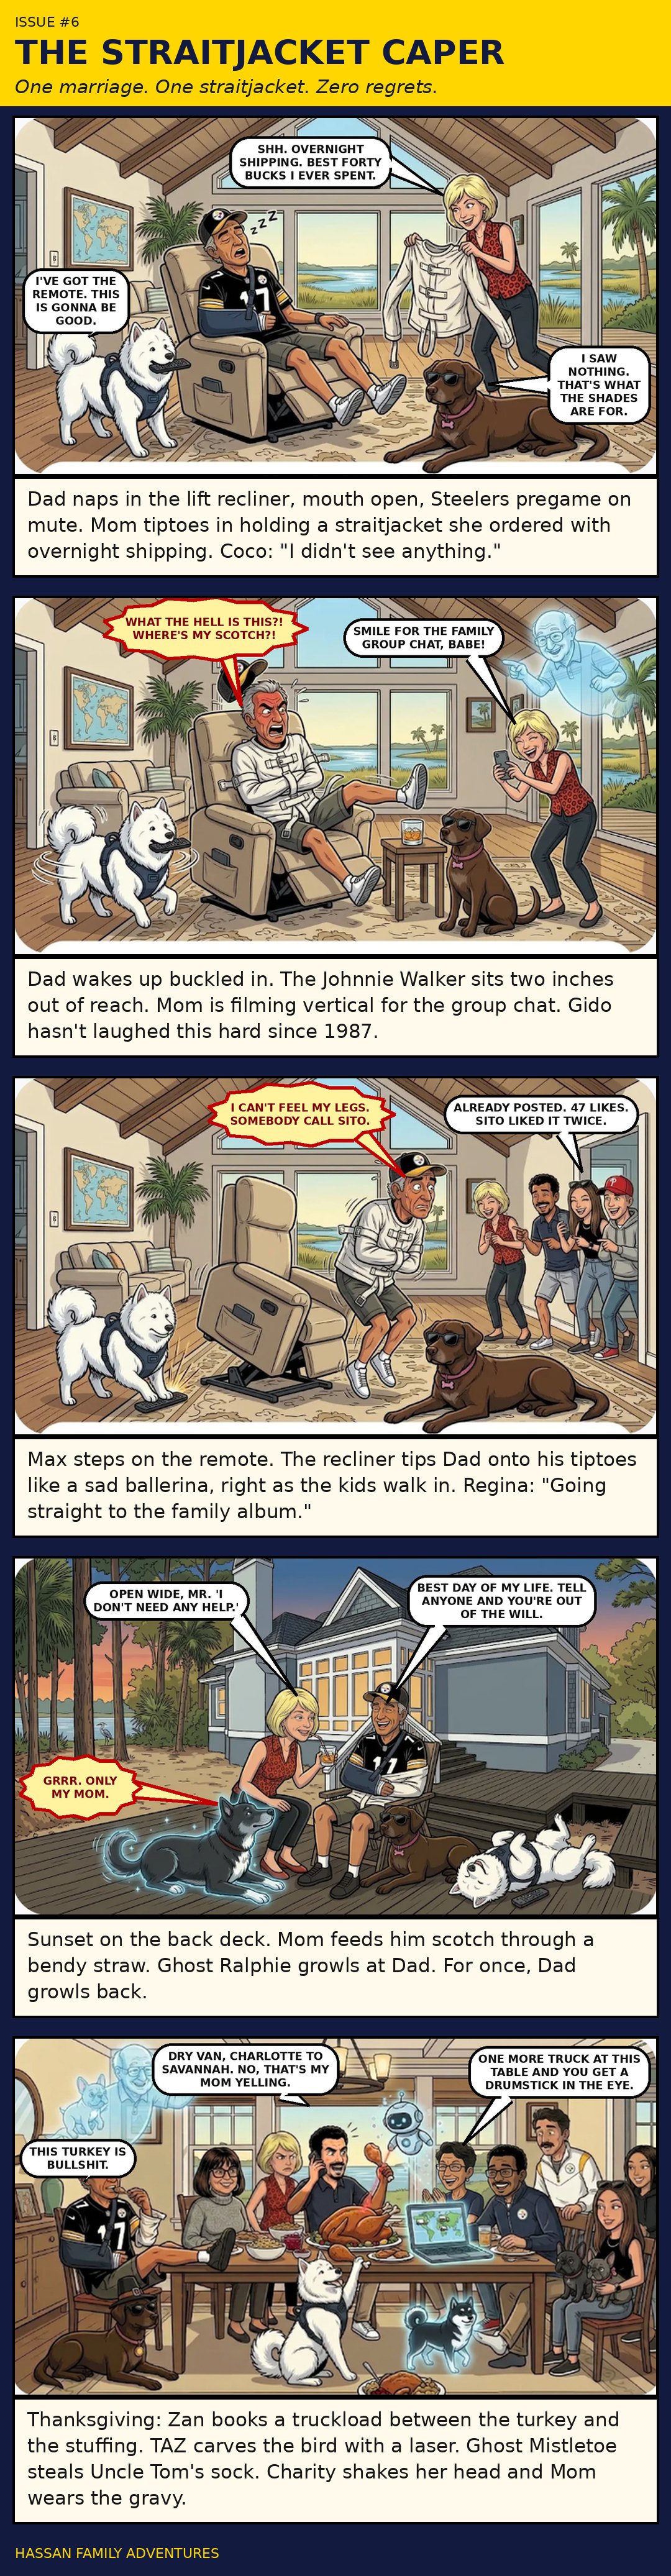 ISSUE #6
THE STRAITJACKET CAPER
One marriage. One straitjacket. Zero regrets.
SHH. OVERNIGHT
SHIPPING. BEST FORTY
BUCKS I EVER SPENT.
ZZZ
I'VE GOT THE
REMOTE. THIS
IS GONNA BE
GOOD.
17
I SAW
NOTHING.
THAT'S WHAT
THE SHADES
ARE FOR.
Dad naps in the lift recliner, mouth open, Steelers pregame on
mute. Mom tiptoes in holding a straitjacket she ordered with
overnight shipping. Coco: "I didn't see anything."
WHAT THE HELL IS THIS?!
WHERE'S MY SCOTCH?!
SMILE FOR THE FAMILY
GROUP CHAT, BABE!
Dad wakes up buckled in. The Johnnie Walker sits two inches
out of reach. Mom is filming vertical for the group chat. Gido
hasn't laughed this hard since 1987.
I CAN'T FEEL MY LEGS.
SOMEBODY CALL SITO.
ALREADY POSTED. 47 LIKES.
SITO LIKED IT TWICE.
P
Max steps on the remote. The recliner tips Dad onto his tiptoes
like a sad ballerina, right as the kids walk in. Regina: "Going
straight to the family album."
OPEN WIDE, MR. 'I
DON'T NEED ANY HELP.'
BEST DAY OF MY LIFE. TELL
ANYONE AND YOU'RE OUT
OF THE WILL.
17
GRRR. ONLY
MY MOM.
Sunset on the back deck. Mom feeds him scotch through a
bendy straw. Ghost Ralphie growls at Dad. For once, Dad
growls back.
DRY VAN, CHARLOTTE TO
SAVANNAH. NO, THAT'S MY
MOM YELLING.
ONE MORE TRUCK AT THIS
TABLE AND YOU GET A
DRUMSTICK IN THE EYE.
THIS TURKEY IS
BULLSHIT.
17
Thanksgiving: Zan books a truckload between the turkey and
the stuffing. TAZ carves the bird with a laser. Ghost Mistletoe
steals Uncle Tom's sock. Charity shakes her head and Mom
wears the gravy.
HASSAN FAMILY ADVENTURES